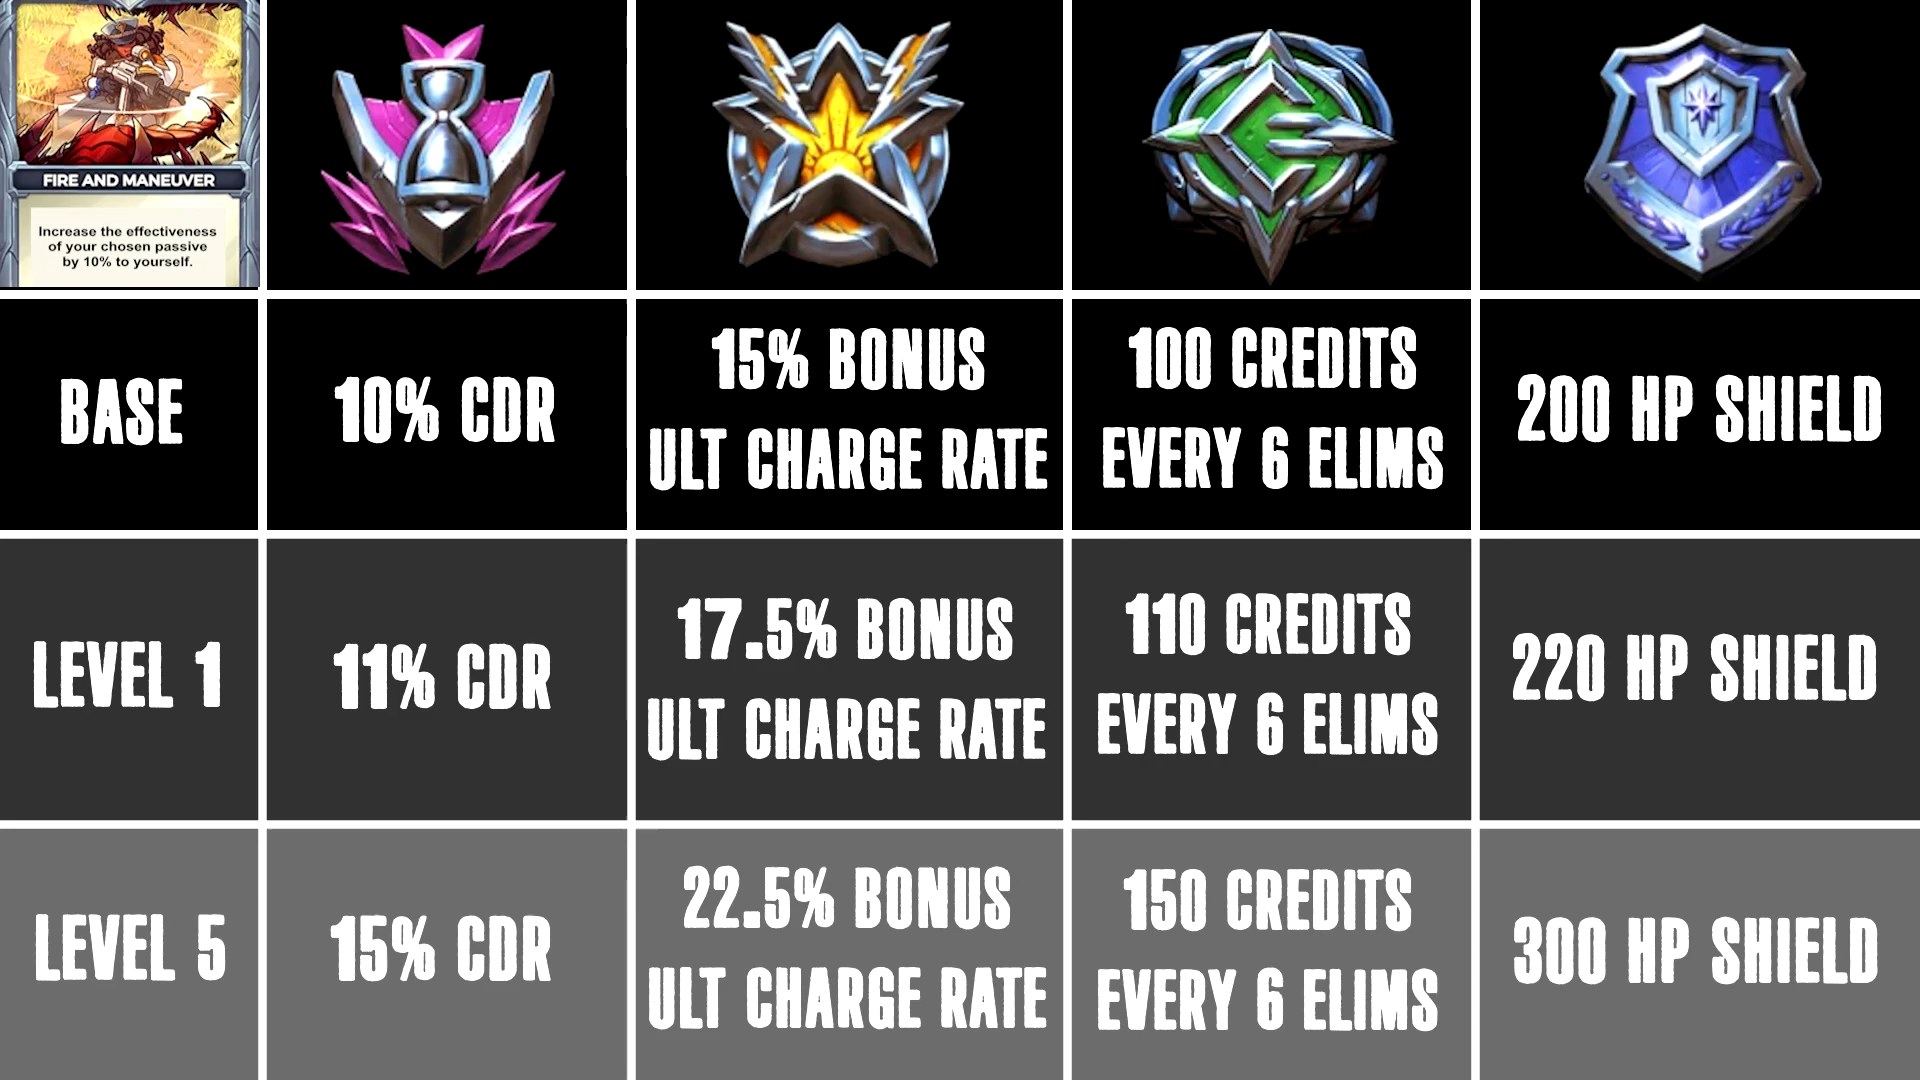 FIRE AND MANEUVER
Increase the effectiveness
of your chosen passive
by 10% to yourself.
BASE
10% CDR
15% BONUS
ULT CHARGE RATE
100 CREDITS
EVERY 6 ELIMS
200 HP SHIELD
LEVEL 1
11% CDR
17.5% BONUS
ULT CHARGE RATE
110 CREDITS
EVERY 6 ELIMS
220 HP SHIELD
LEVEL 5
15% CDR
22.5% BONUS
ULT CHARGE RATE
150 CREDITS
EVERY 6 ELIMS
300 HP SHIELD